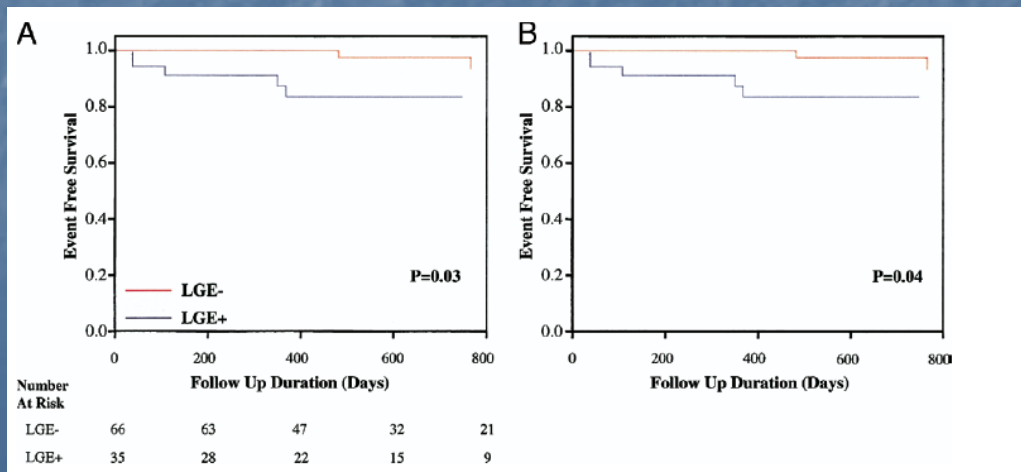 A
1.0
0.8
0.6
0.4
0.2
0.0
Event Free Survival
P=0.03
LGE-
LGE+
0 200 400 600 800
Follow Up Duration (Days)
Number
At Risk
LGE- 66 63 47 32 21
LGE+ 35 28 22 15 9
B
1.0
0.8
0.6
0.4
0.2
0.0
Event Free Survival
P=0.04
0 200 400 600 800
Follow Up Duration (Days)